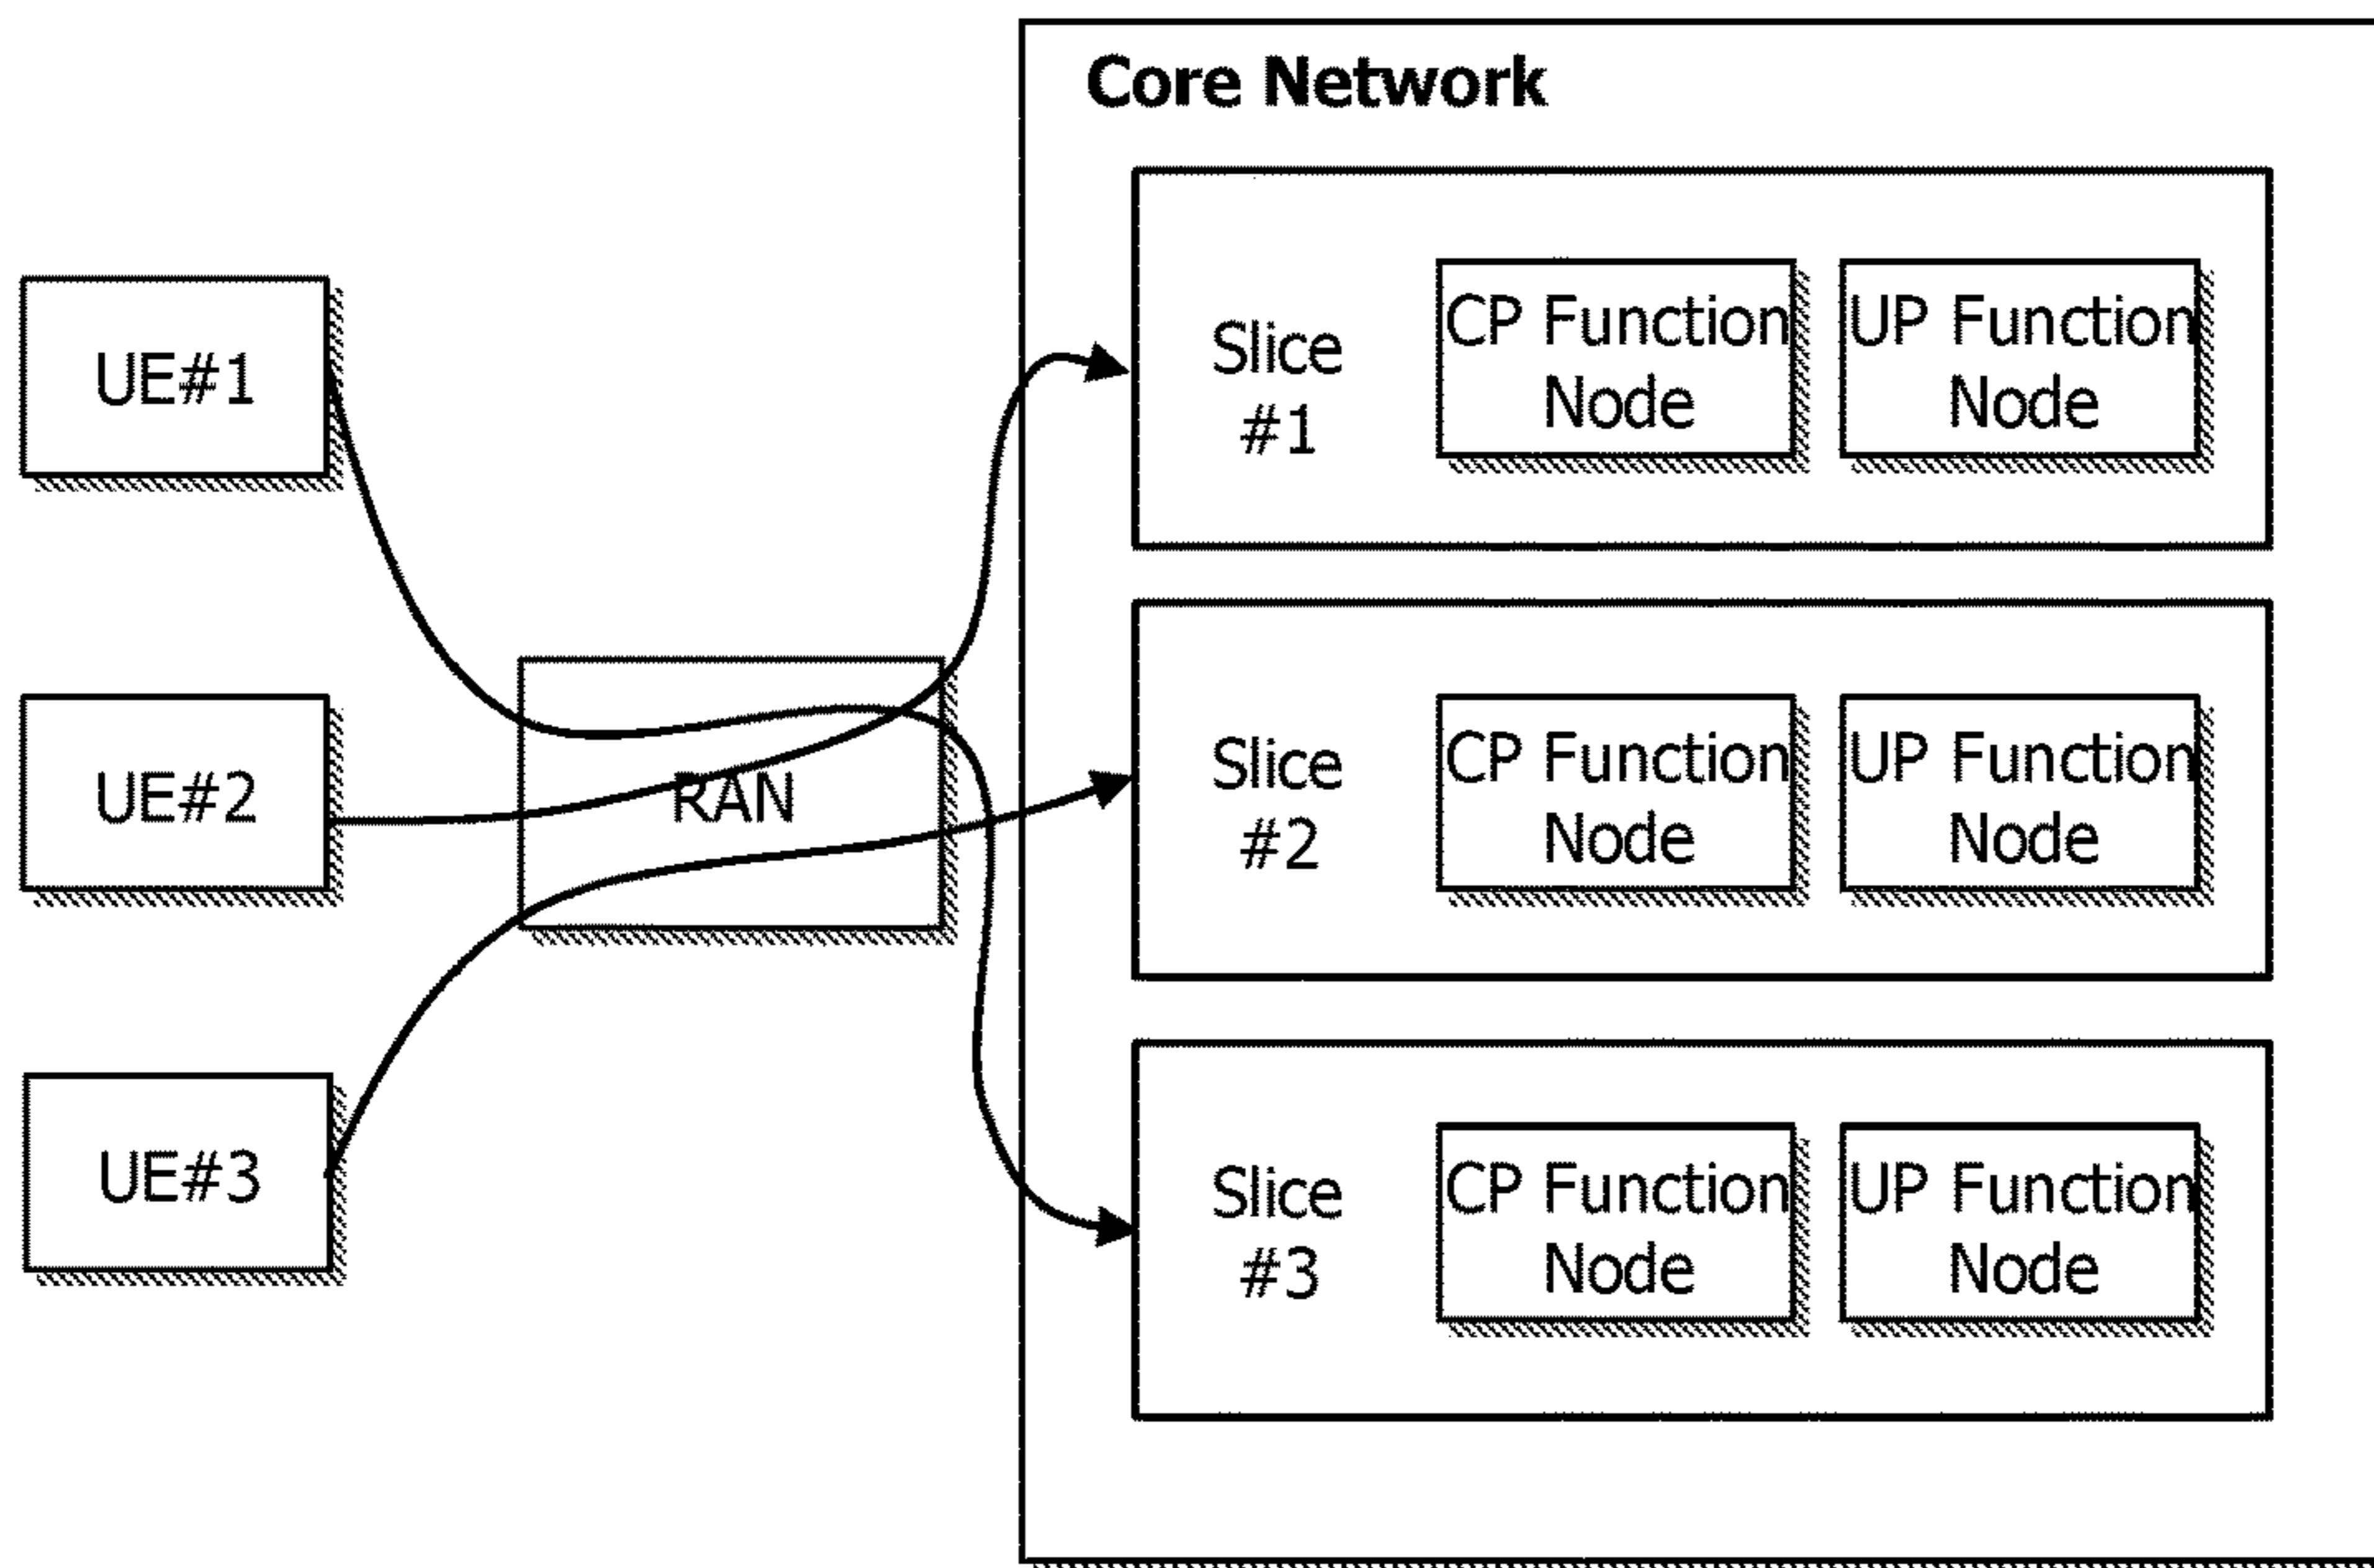 Core Network
UE#1
Slice
#1
CP Function
Node
UP Function
Node
UE#2
RAN
Slice
#2
CP Function
Node
UP Function
Node
UE#3
Slice
#3
CP Function
Node
UP Function
Node